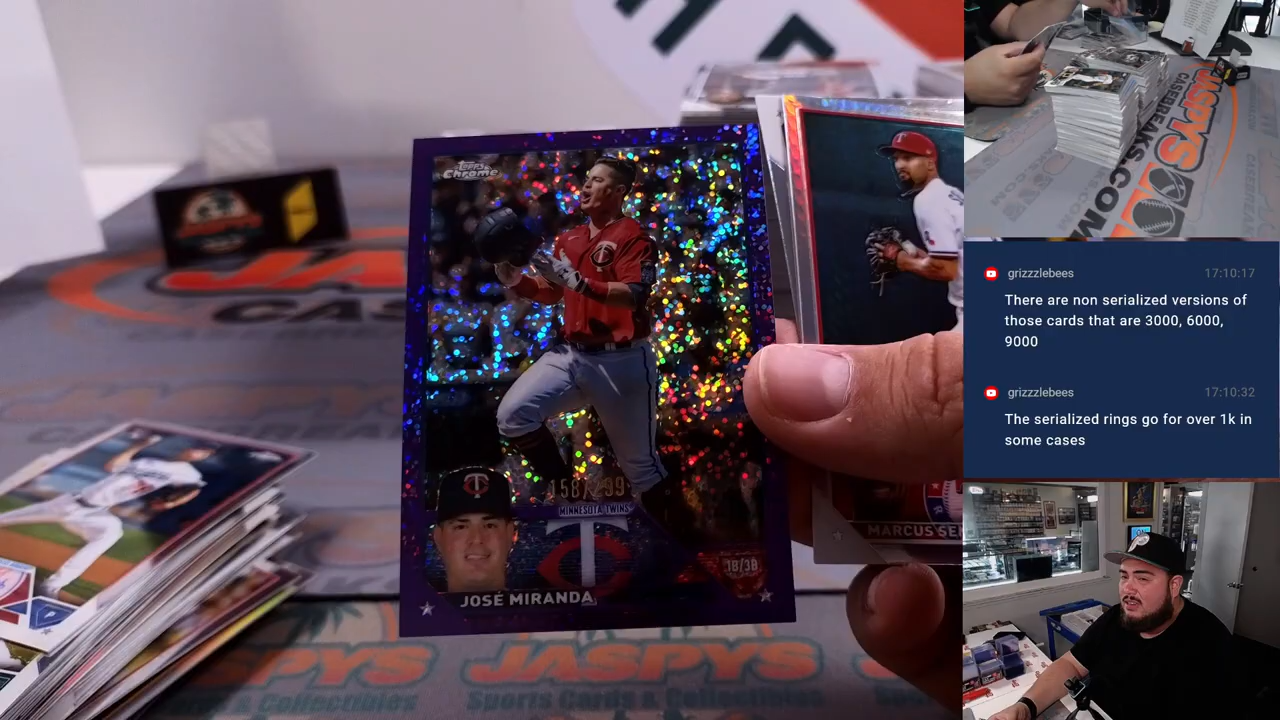 Topps
Chrome
158/299
MINNESOTA TWINS
1B/3B
JOSÉ MIRANDA
MARCUS SE
JASPYS
Sports Cards & Collectibles
JASPYS
CASEBREAKS.COM
grizzzlebees 17:10:17
There are non serialized versions of
those cards that are 3000, 6000,
9000
grizzzlebees 17:10:32
The serialized rings go for over 1k in
some cases